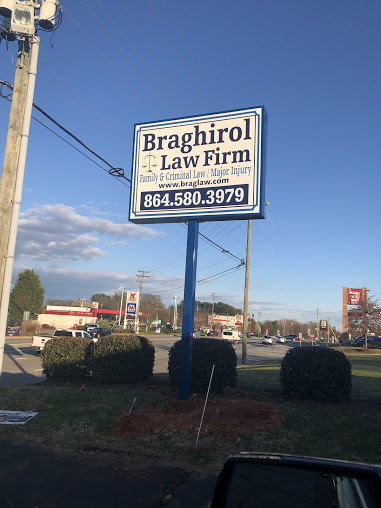 Braghirol
Law Firm
Family & Criminal Law / Major Injury
www.braglaw.com
864.580.3979